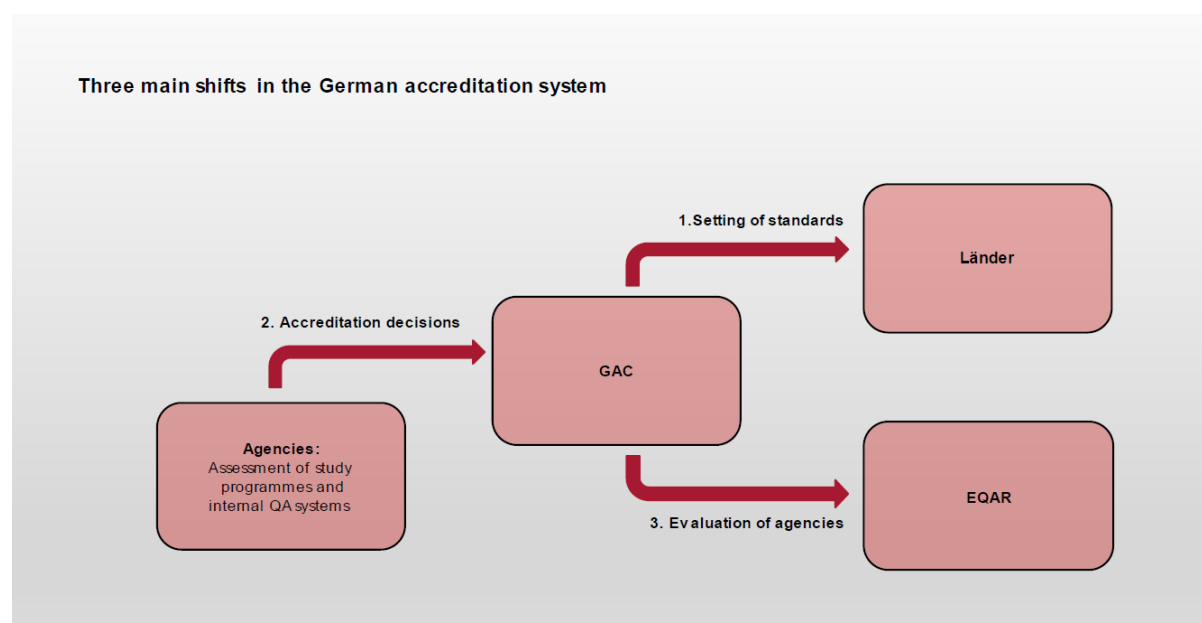 Three main shifts in the German accreditation system
1.Setting of standards
Länder
2. Accreditation decisions
GAC
Agencies:
Assessment of study
programmes and
internal QA systems
EQAR
3. Evaluation of agencies